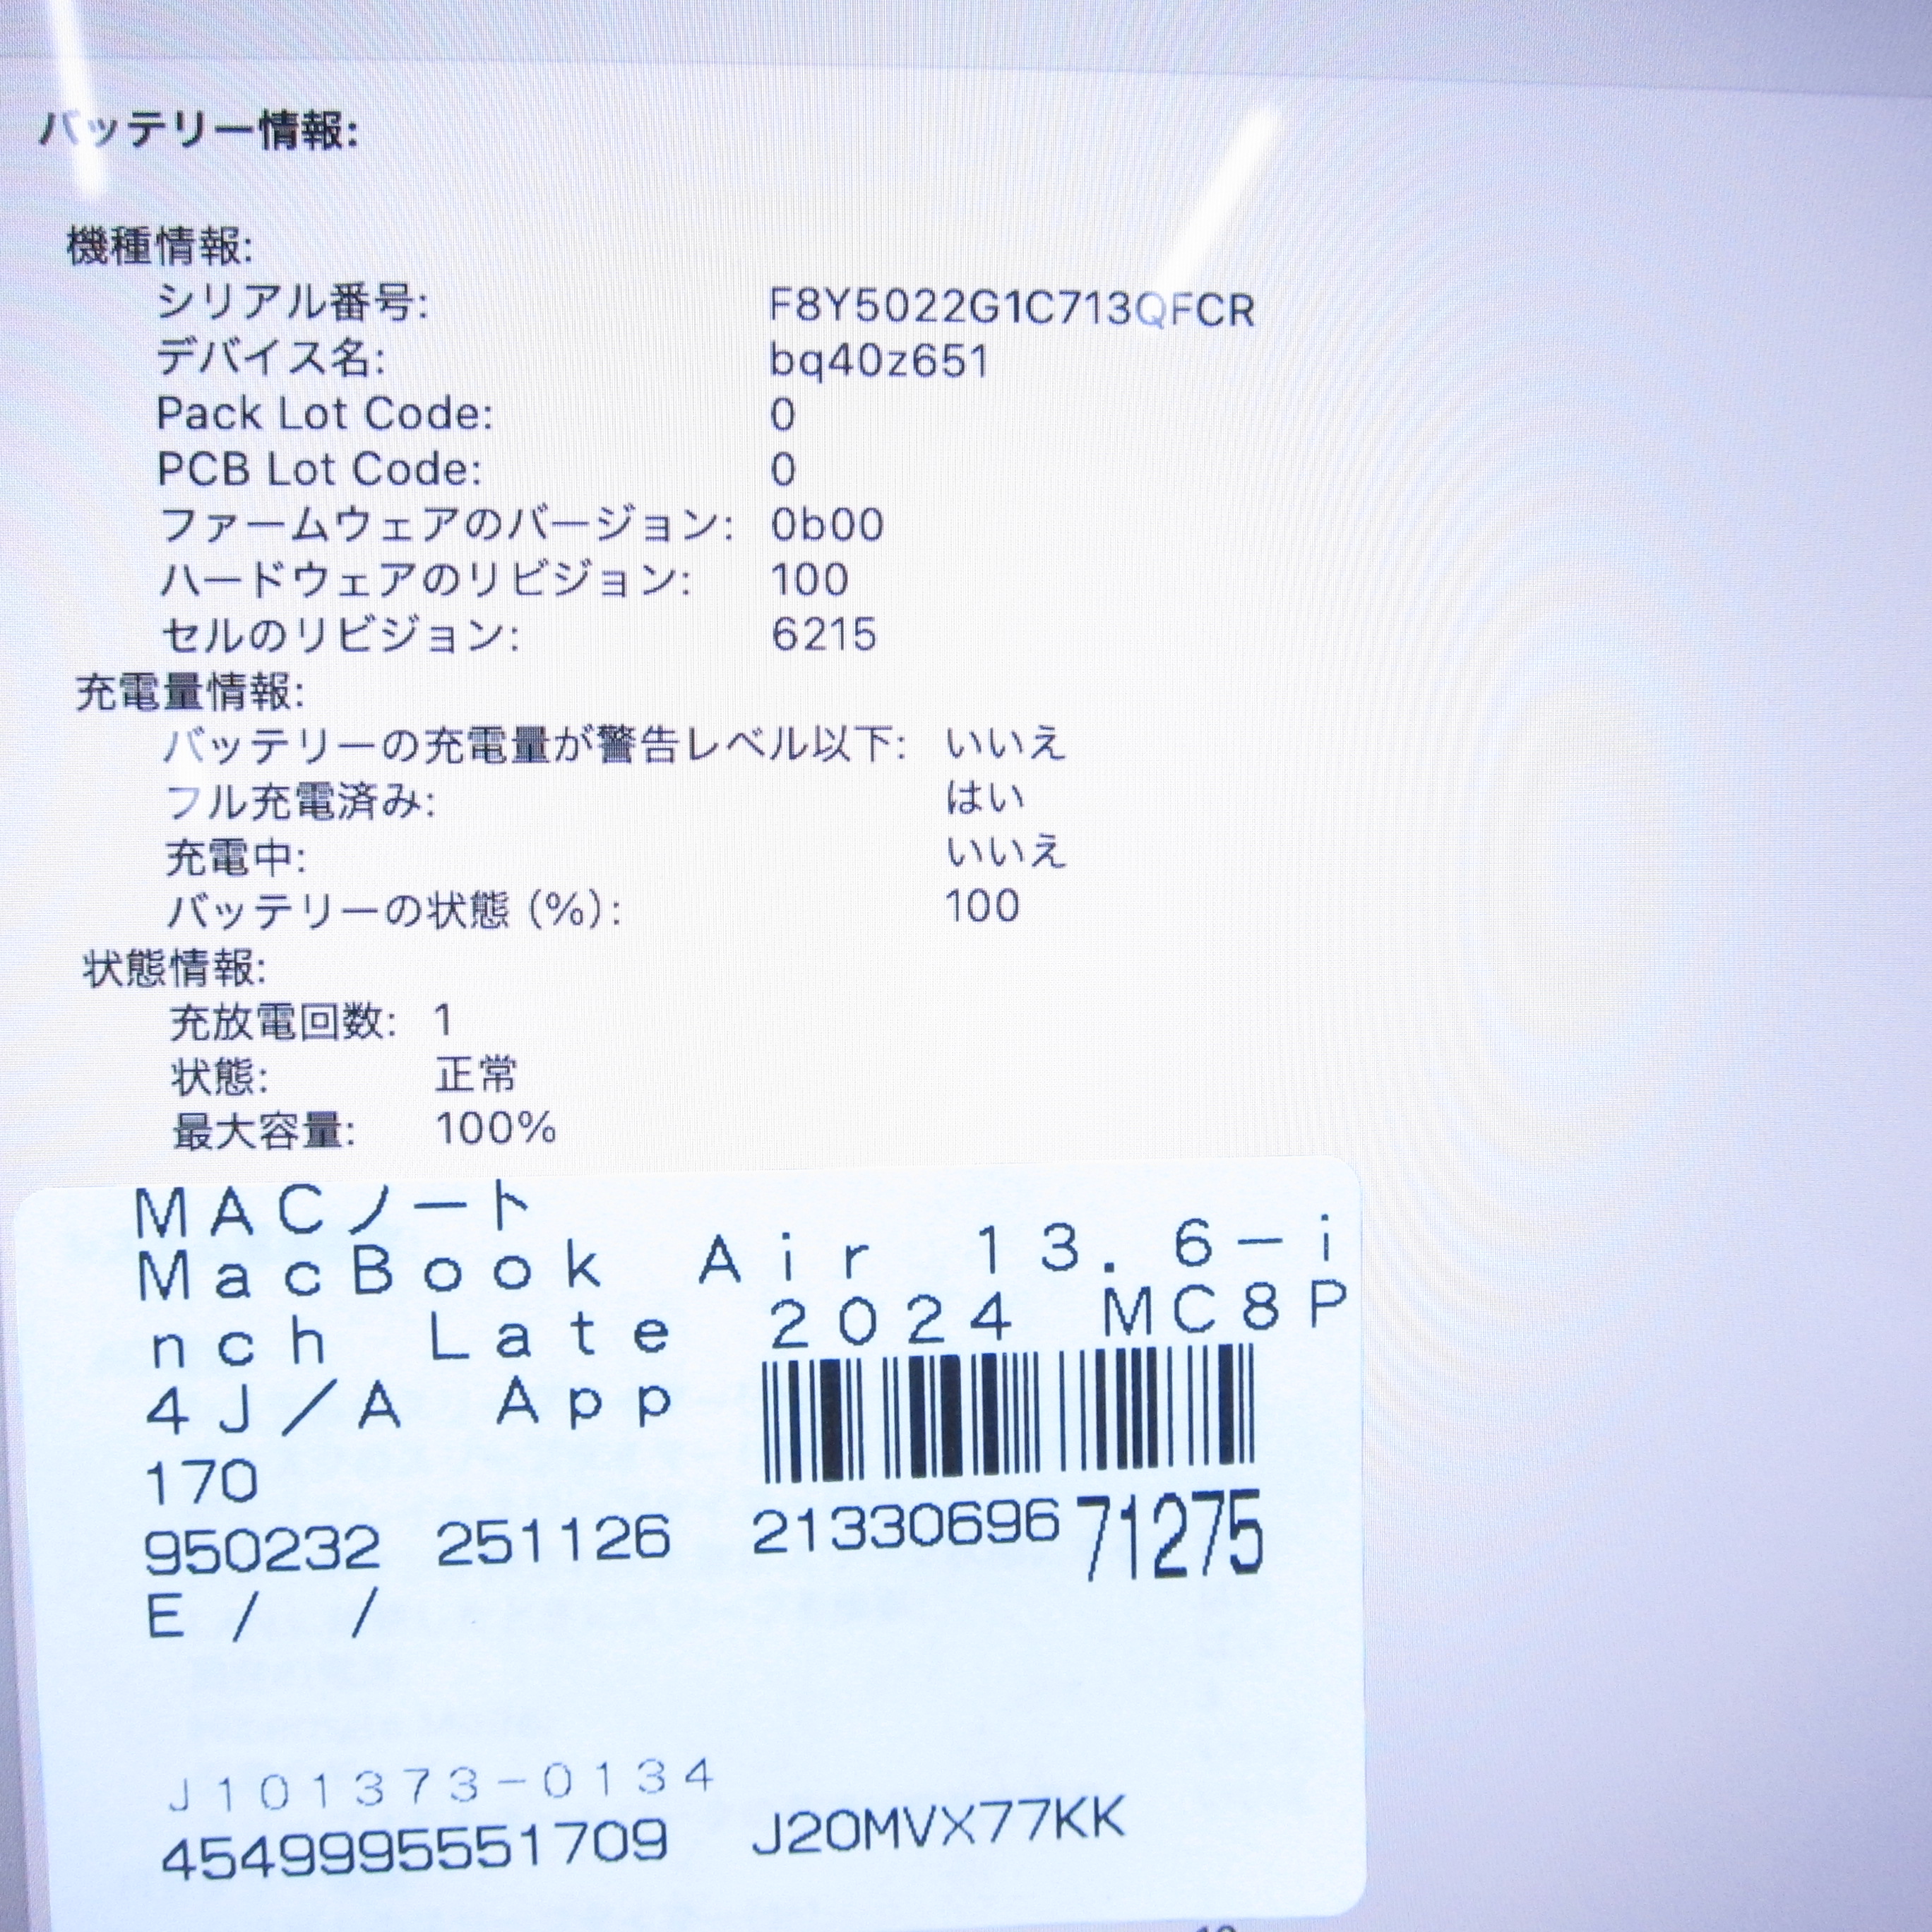 バッテリー情報:
機種情報:
シリアル番号: F8Y5022G1C713QFCR
デバイス名: bq40z651
Pack Lot Code: 0
PCB Lot Code: 0
ファームウェアのバージョン: 0b00
ハードウェアのリビジョン: 100
セルのリビジョン: 6215
充電量情報:
バッテリーの充電量が警告レベル以下: いいえ
フル充電済み: はい
充電中: いいえ
バッテリーの状態 (%): 100
状態情報:
充放電回数: 1
状態: 正常
最大容量: 100%
MACノート
MacBook Air 13.6-i
nch Late 2024 MC8P
4J/A App
170
950232 251126 21330696 71275
E / /
J101373-0134
4549995551709 J20MVX77KK